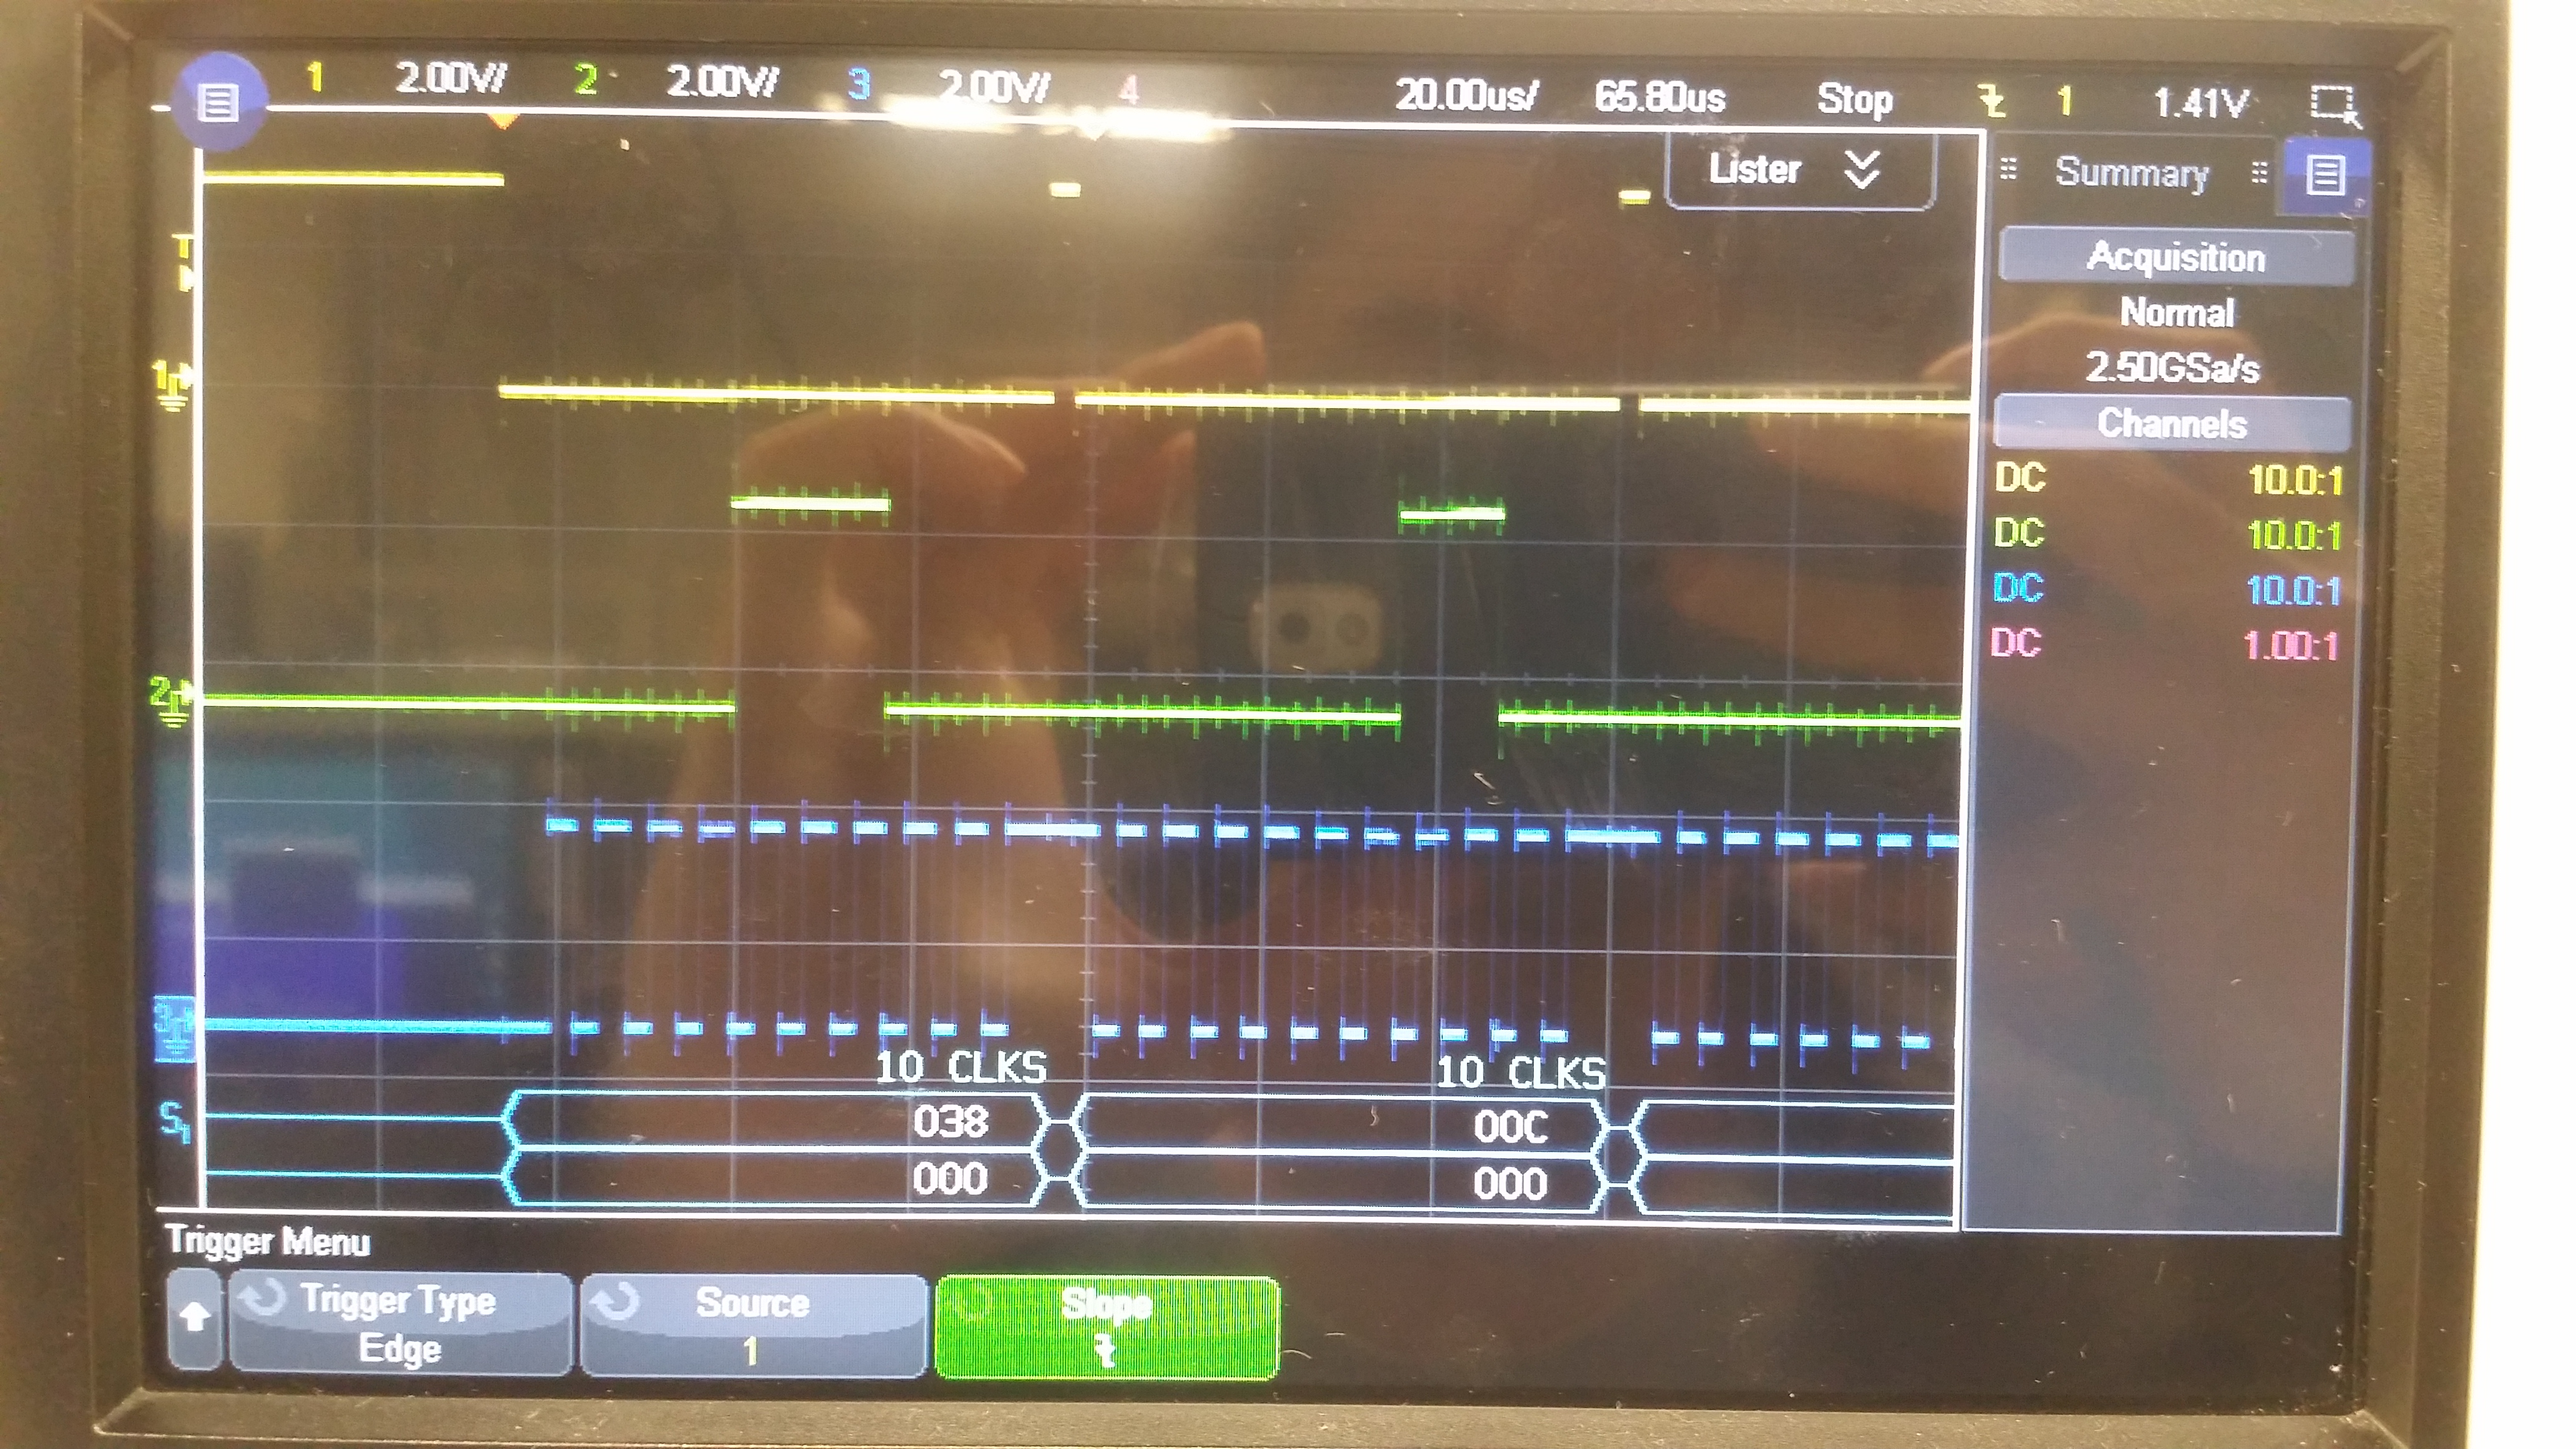 1 2.00V/ 2 2.00V/ 3 2.00V/ 4 20.00us/ 65.80us Stop 1 1.41V
Lister
Summary
Acquisition
Normal
2.50GSa/s
Channels
DC 10.0:1
DC 10.0:1
DC 10.0:1
DC 1.00:1
T
1
2
3
10 CLKS 10 CLKS
S1 038 00C
000 000
Trigger Menu
Trigger Type Source Slope
Edge 1